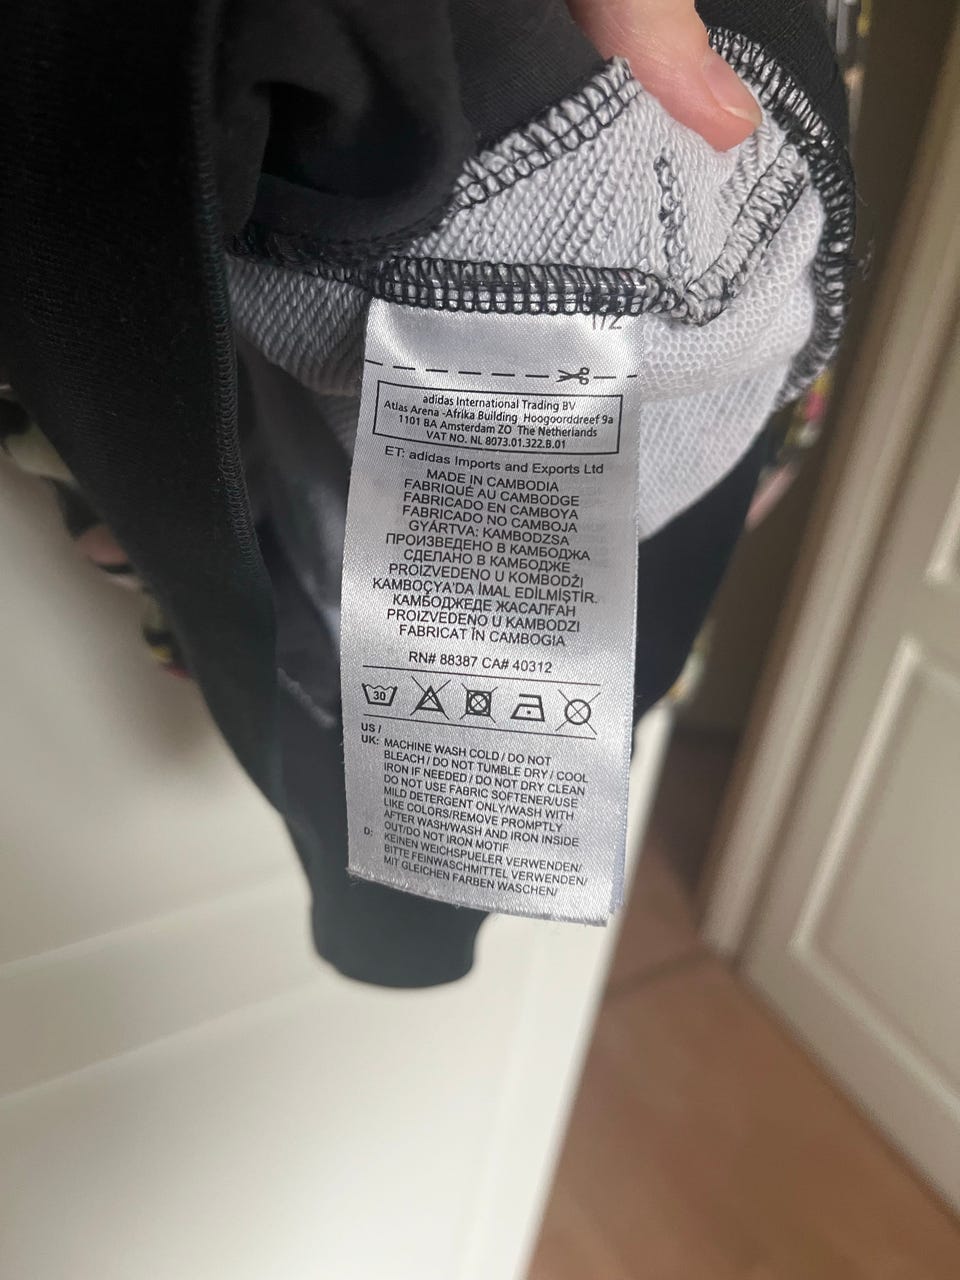 1/2
adidas International Trading BV
Atlas Arena -Afrika Building Hoogoorddreef 9a
1101 BA Amsterdam ZO The Netherlands
VAT NO. NL 8073.01.322.B.01
ET: adidas Imports and Exports Ltd
MADE IN CAMBODIA
FABRIQUÉ AU CAMBODGE
FABRICADO EN CAMBOYA
FABRICADO NO CAMBOJA
GYÁRTVA: KAMBODZSA
ПРОИЗВЕДЕНО В КАМБОДЖА
СДЕЛАНО В КАМБОДЖЕ
PROIZVEDENO U KOMBODŽI
KAMBOÇYA'DA İMAL EDİLMİŞTİR.
КАМБОДЖЕДЕ ЖАСАЛҒАН
PROIZVEDENO U KAMBODZI
FABRICAT ÎN CAMBOGIA
RN# 88387 CA# 40312
30
US /
UK: MACHINE WASH COLD / DO NOT
BLEACH / DO NOT TUMBLE DRY / COOL
IRON IF NEEDED / DO NOT DRY CLEAN
DO NOT USE FABRIC SOFTENER/USE
MILD DETERGENT ONLY/WASH WITH
LIKE COLORS/REMOVE PROMPTLY
AFTER WASH/WASH AND IRON INSIDE
OUT/DO NOT IRON MOTIF
D: KEINEN WEICHSPUELER VERWENDEN/
BITTE FEINWASCHMITTEL VERWENDEN/
MIT GLEICHEN FARBEN WASCHEN/